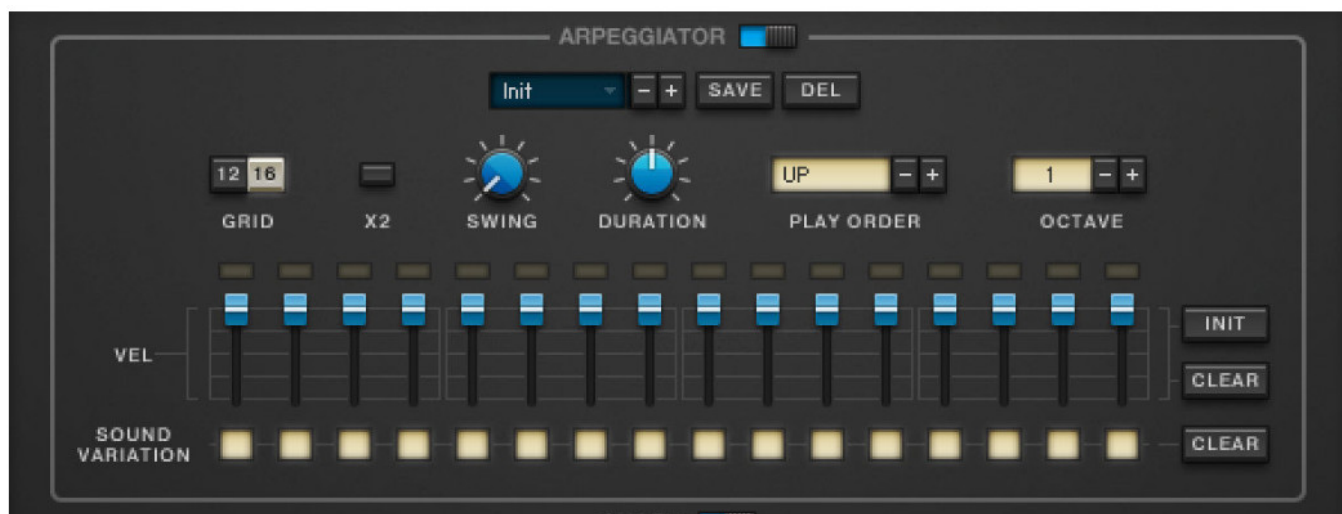 ARPEGGIATOR
Init - + SAVE DEL
12 16 UP - + 1 - +
GRID X2 SWING DURATION PLAY ORDER OCTAVE
INIT
VEL
CLEAR
SOUND
VARIATION
CLEAR